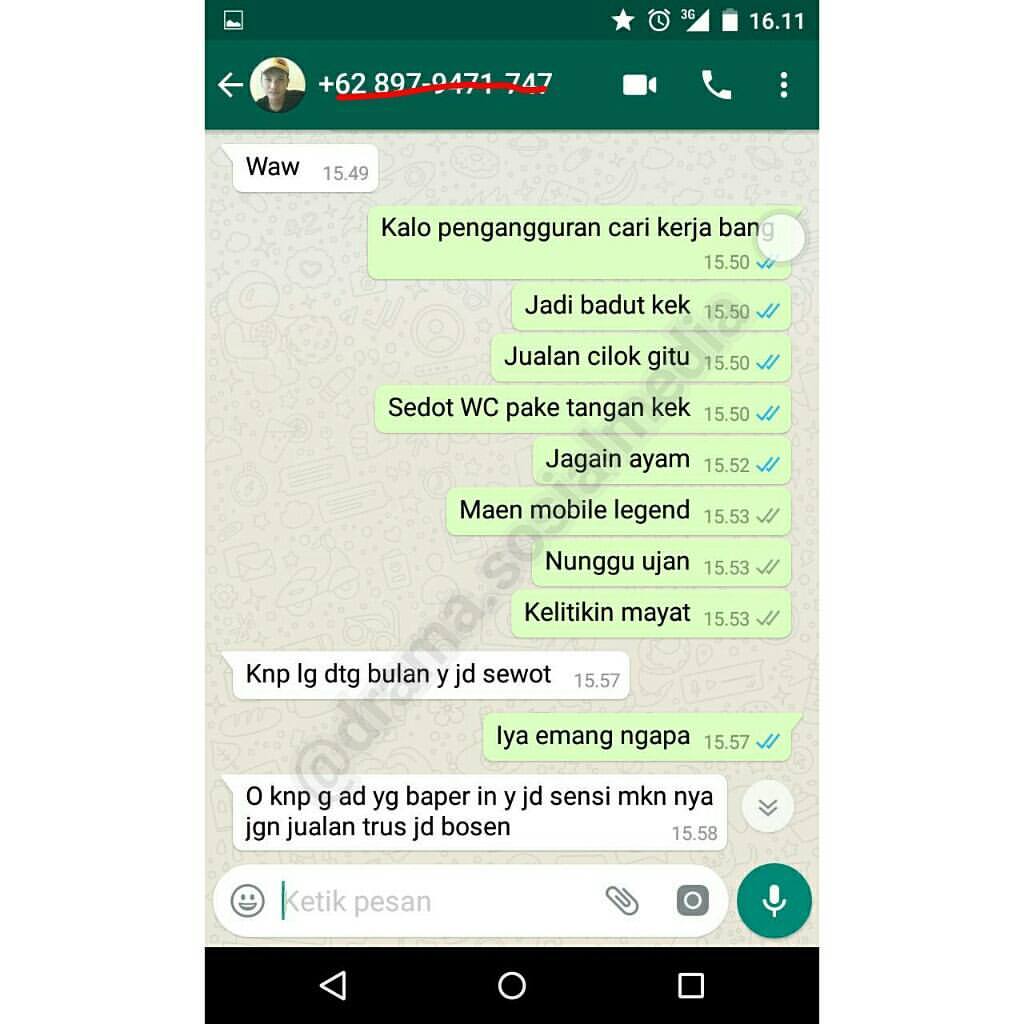 3G 16.11
+62 897-9471-747
Waw 15.49
Kalo pengangguran cari kerja bang
15.50
Jadi badut kek 15.50
Jualan cilok gitu 15.50
Sedot WC pake tangan kek 15.50
Jagain ayam 15.52
Maen mobile legend 15.53
Nunggu ujan 15.53
Kelitikin mayat 15.53
Knp lg dtg bulan y jd sewot 15.57
Iya emang ngapa 15.57
O knp g ad yg baper in y jd sensi mkn nya
jgn jualan trus jd bosen 15.58
Ketik pesan
@drama.sosialmedia